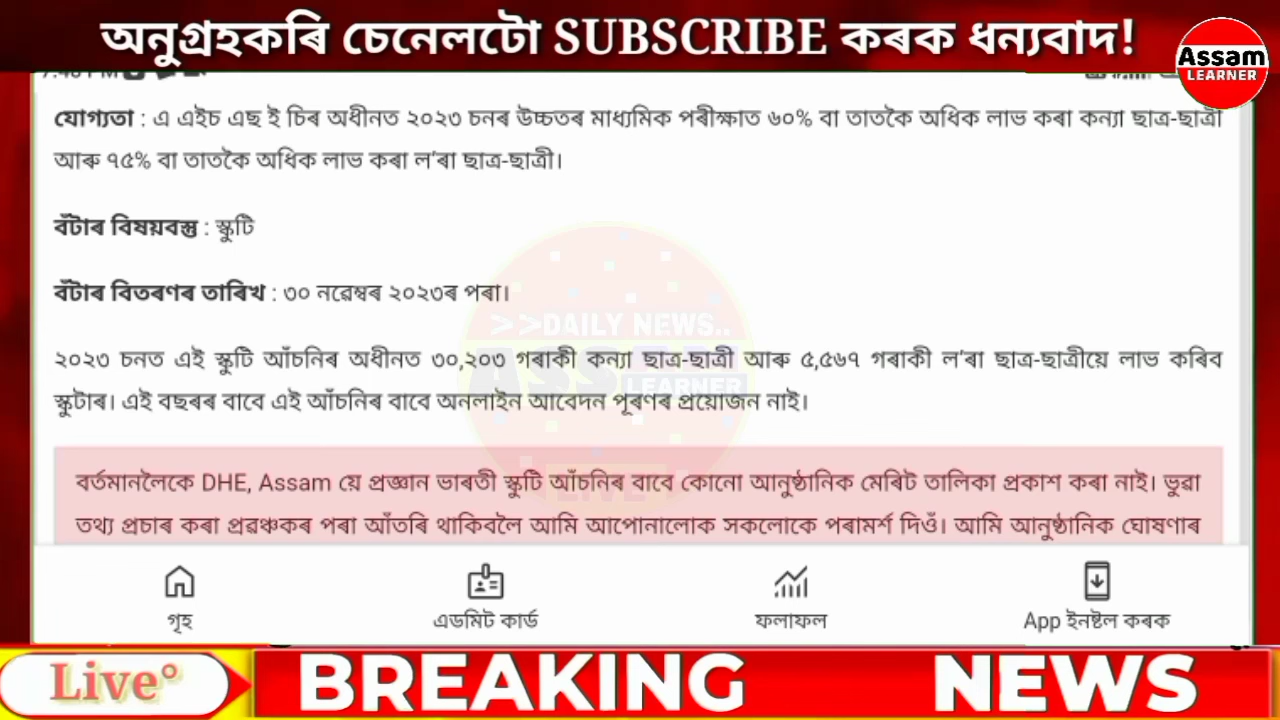 অনুগ্ৰহকৰি চেনেলটো SUBSCRIBE কৰক ধন্যবাদ!
Assam
LEARNER
যোগ্যতা : এ এইচ এছ ই চিৰ অধীনত ২০২৩ চনৰ উচ্চতৰ মাধ্যমিক পৰীক্ষাত ৬০% বা তাতকৈ অধিক লাভ কৰা কন্যা ছাত্ৰ-ছাত্ৰী
আৰু ৭৫% বা তাতকৈ অধিক লাভ কৰা ল'ৰা ছাত্ৰ-ছাত্ৰী।
বঁটাৰ বিষয়বস্তু : স্কুটি
বঁটাৰ বিতৰণৰ তাৰিখ : ৩০ নৱেম্বৰ ২০২৩ৰ পৰা।
>>DAILY NEWS..
ASSAM
LEARNER
LIVE
২০২৩ চনত এই স্কুটি আঁচনিৰ অধীনত ৩০,২০৩ গৰাকী কন্যা ছাত্ৰ-ছাত্ৰী আৰু ৫,৫৬৭ গৰাকী ল'ৰা ছাত্ৰ-ছাত্ৰীয়ে লাভ কৰিব
স্কুটাৰ। এই বছৰৰ বাবে এই আঁচনিৰ বাবে অনলাইন আবেদন পূৰণৰ প্ৰয়োজন নাই।
বৰ্তমানলৈকে DHE, Assam য়ে প্ৰজ্ঞান ভাৰতী স্কুটি আঁচনিৰ বাবে কোনো আনুষ্ঠানিক মেৰিট তালিকা প্ৰকাশ কৰা নাই। ভুৱা
তথ্য প্ৰচাৰ কৰা প্ৰৱঞ্চকৰ পৰা আঁতৰি থাকিবলৈ আমি আপোনালোক সকলোকে পৰামৰ্শ দিওঁ। আমি আনুষ্ঠানিক ঘোষণাৰ
গৃহ
এডমিট কাৰ্ড
ফলাফল
App ইনষ্টল কৰক
Live°
BREAKING NEWS